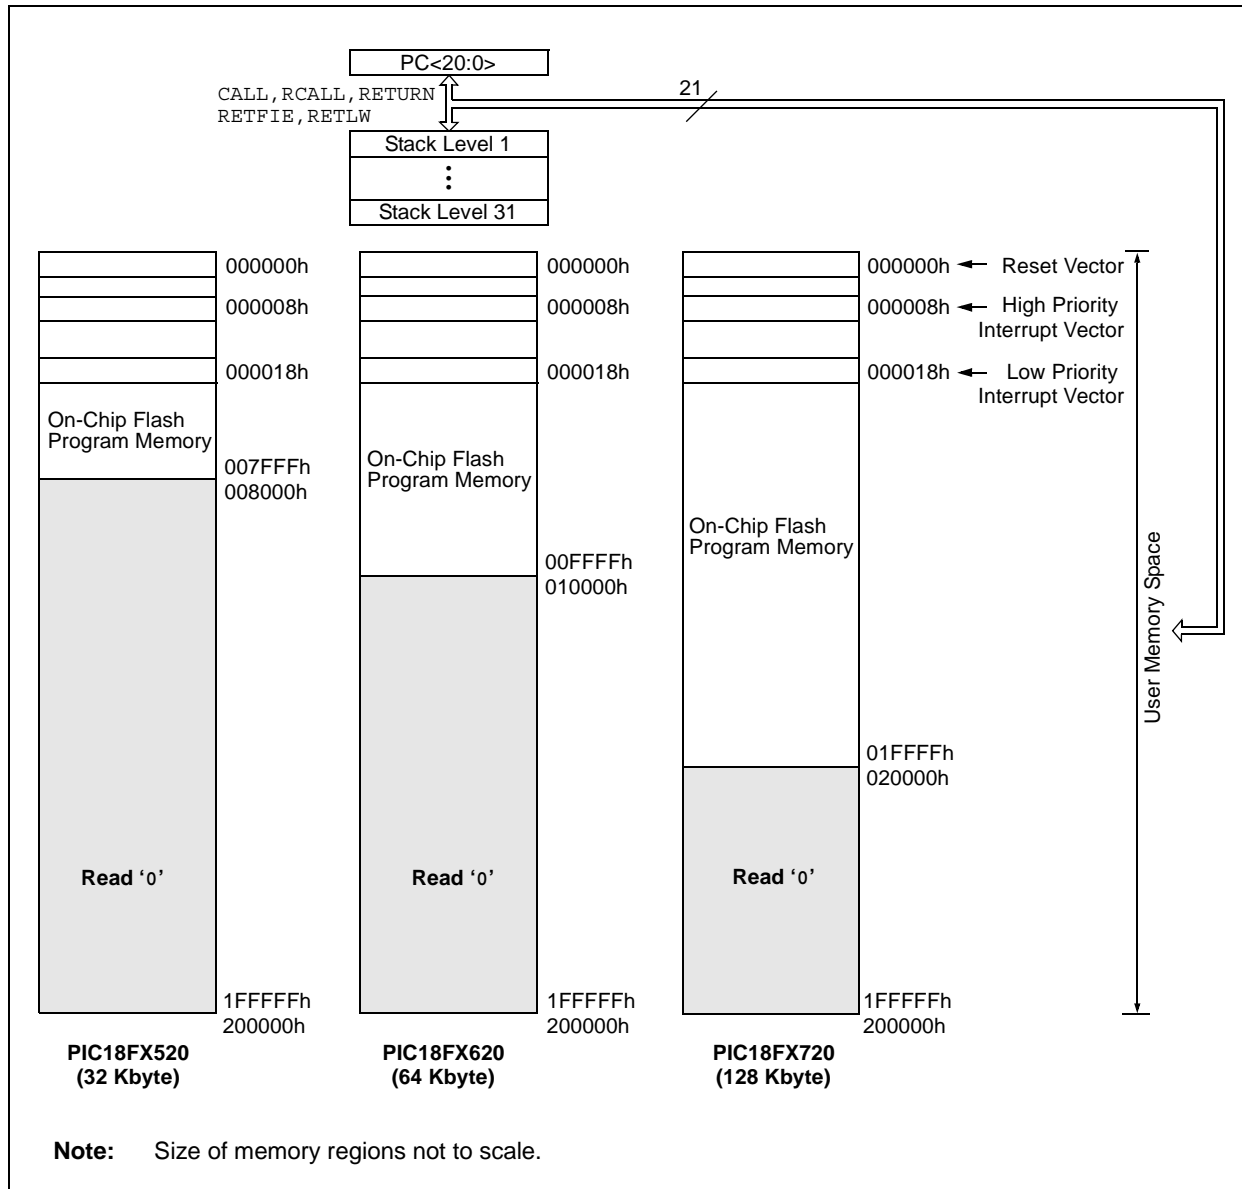 PC<20:0>
CALL,RCALL,RETURN
RETFIE,RETLW
21
Stack Level 1
Stack Level 31
000000h
000008h
000018h
On-Chip Flash
Program Memory
007FFFh
008000h
Read ‘0’
1FFFFFh
200000h
PIC18FX520
(32 Kbyte)
000000h
000008h
000018h
On-Chip Flash
Program Memory
00FFFFh
010000h
Read ‘0’
1FFFFFh
200000h
PIC18FX620
(64 Kbyte)
000000h
Reset Vector
000008h
High Priority
Interrupt Vector
000018h
Low Priority
Interrupt Vector
On-Chip Flash
Program Memory
01FFFFh
020000h
Read ‘0’
1FFFFFh
200000h
PIC18FX720
(128 Kbyte)
User Memory Space
Note: Size of memory regions not to scale.